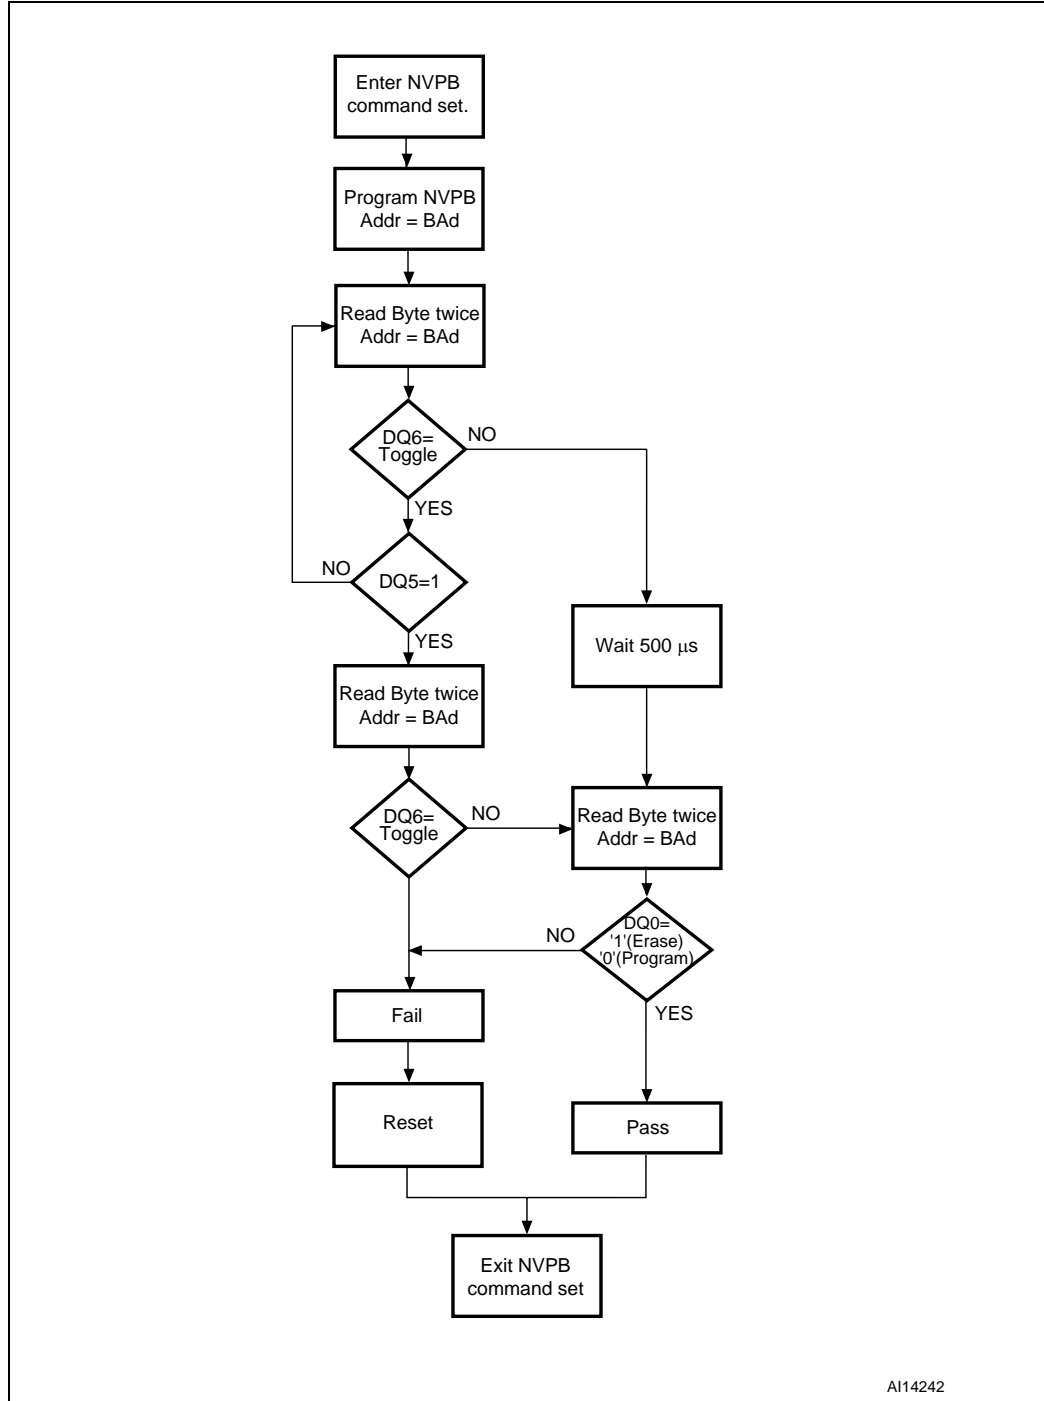 Enter NVPB
command set.
Program NVPB
Addr = BAd
Read Byte twice
Addr = BAd
DQ6=
Toggle
NO
YES
NO
DQ5=1
YES
Wait 500 μs
Read Byte twice
Addr = BAd
DQ6=
Toggle
NO
Read Byte twice
Addr = BAd
DQ0=
'1'(Erase)
'0'(Program)
NO
YES
Fail
Reset
Pass
Exit NVPB
command set
AI14242